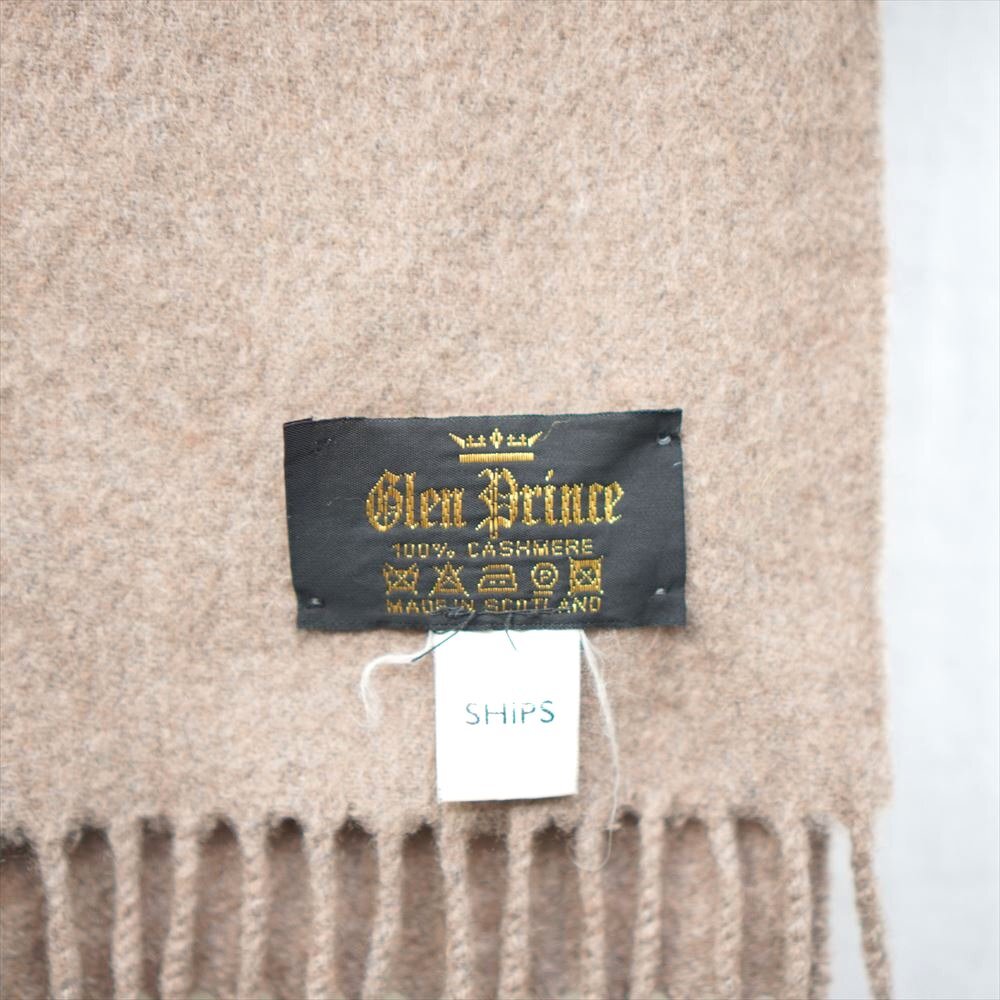 Glen Prince
100% CASHMERE
P
MADE IN SCOTLAND
SHiPS